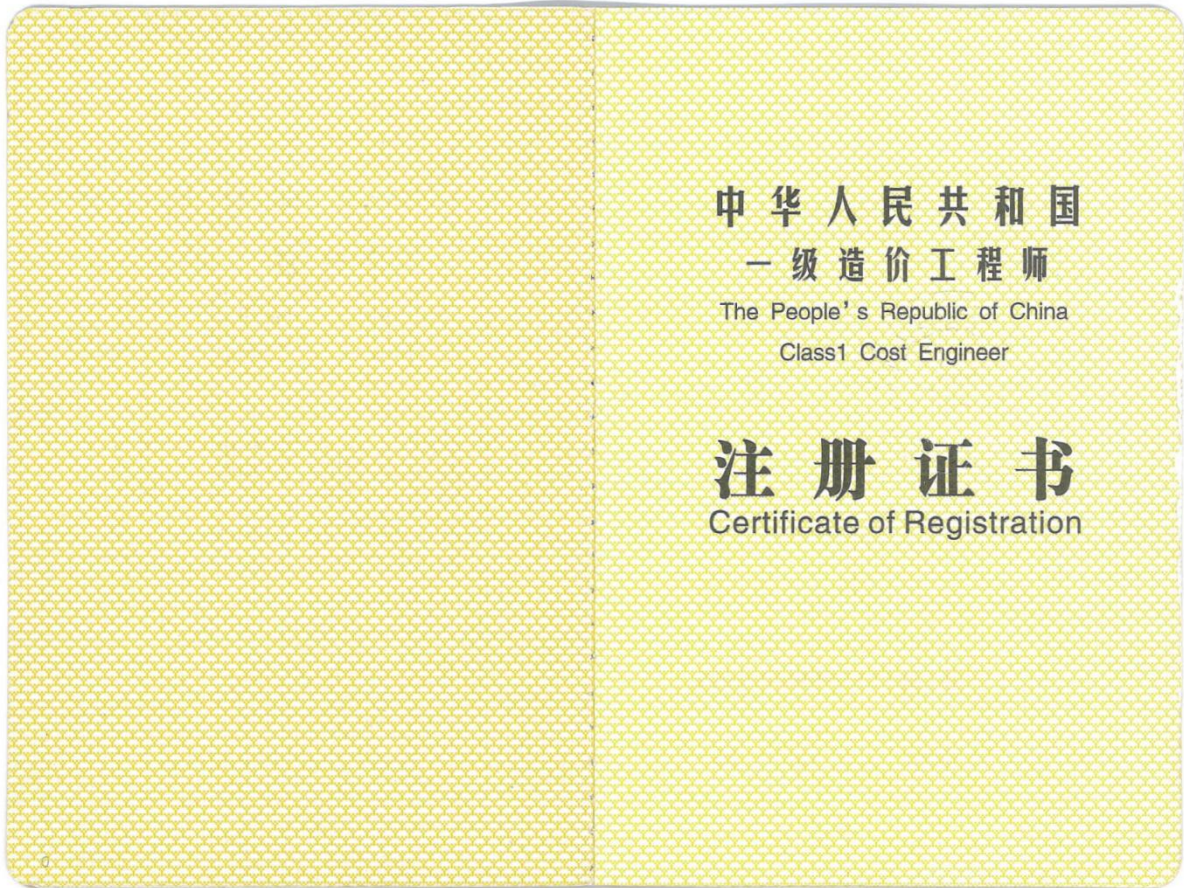 中华人民共和国
一级造价工程师
The People's Republic of China
Class1 Cost Engineer
注册证书
Certificate of Registration